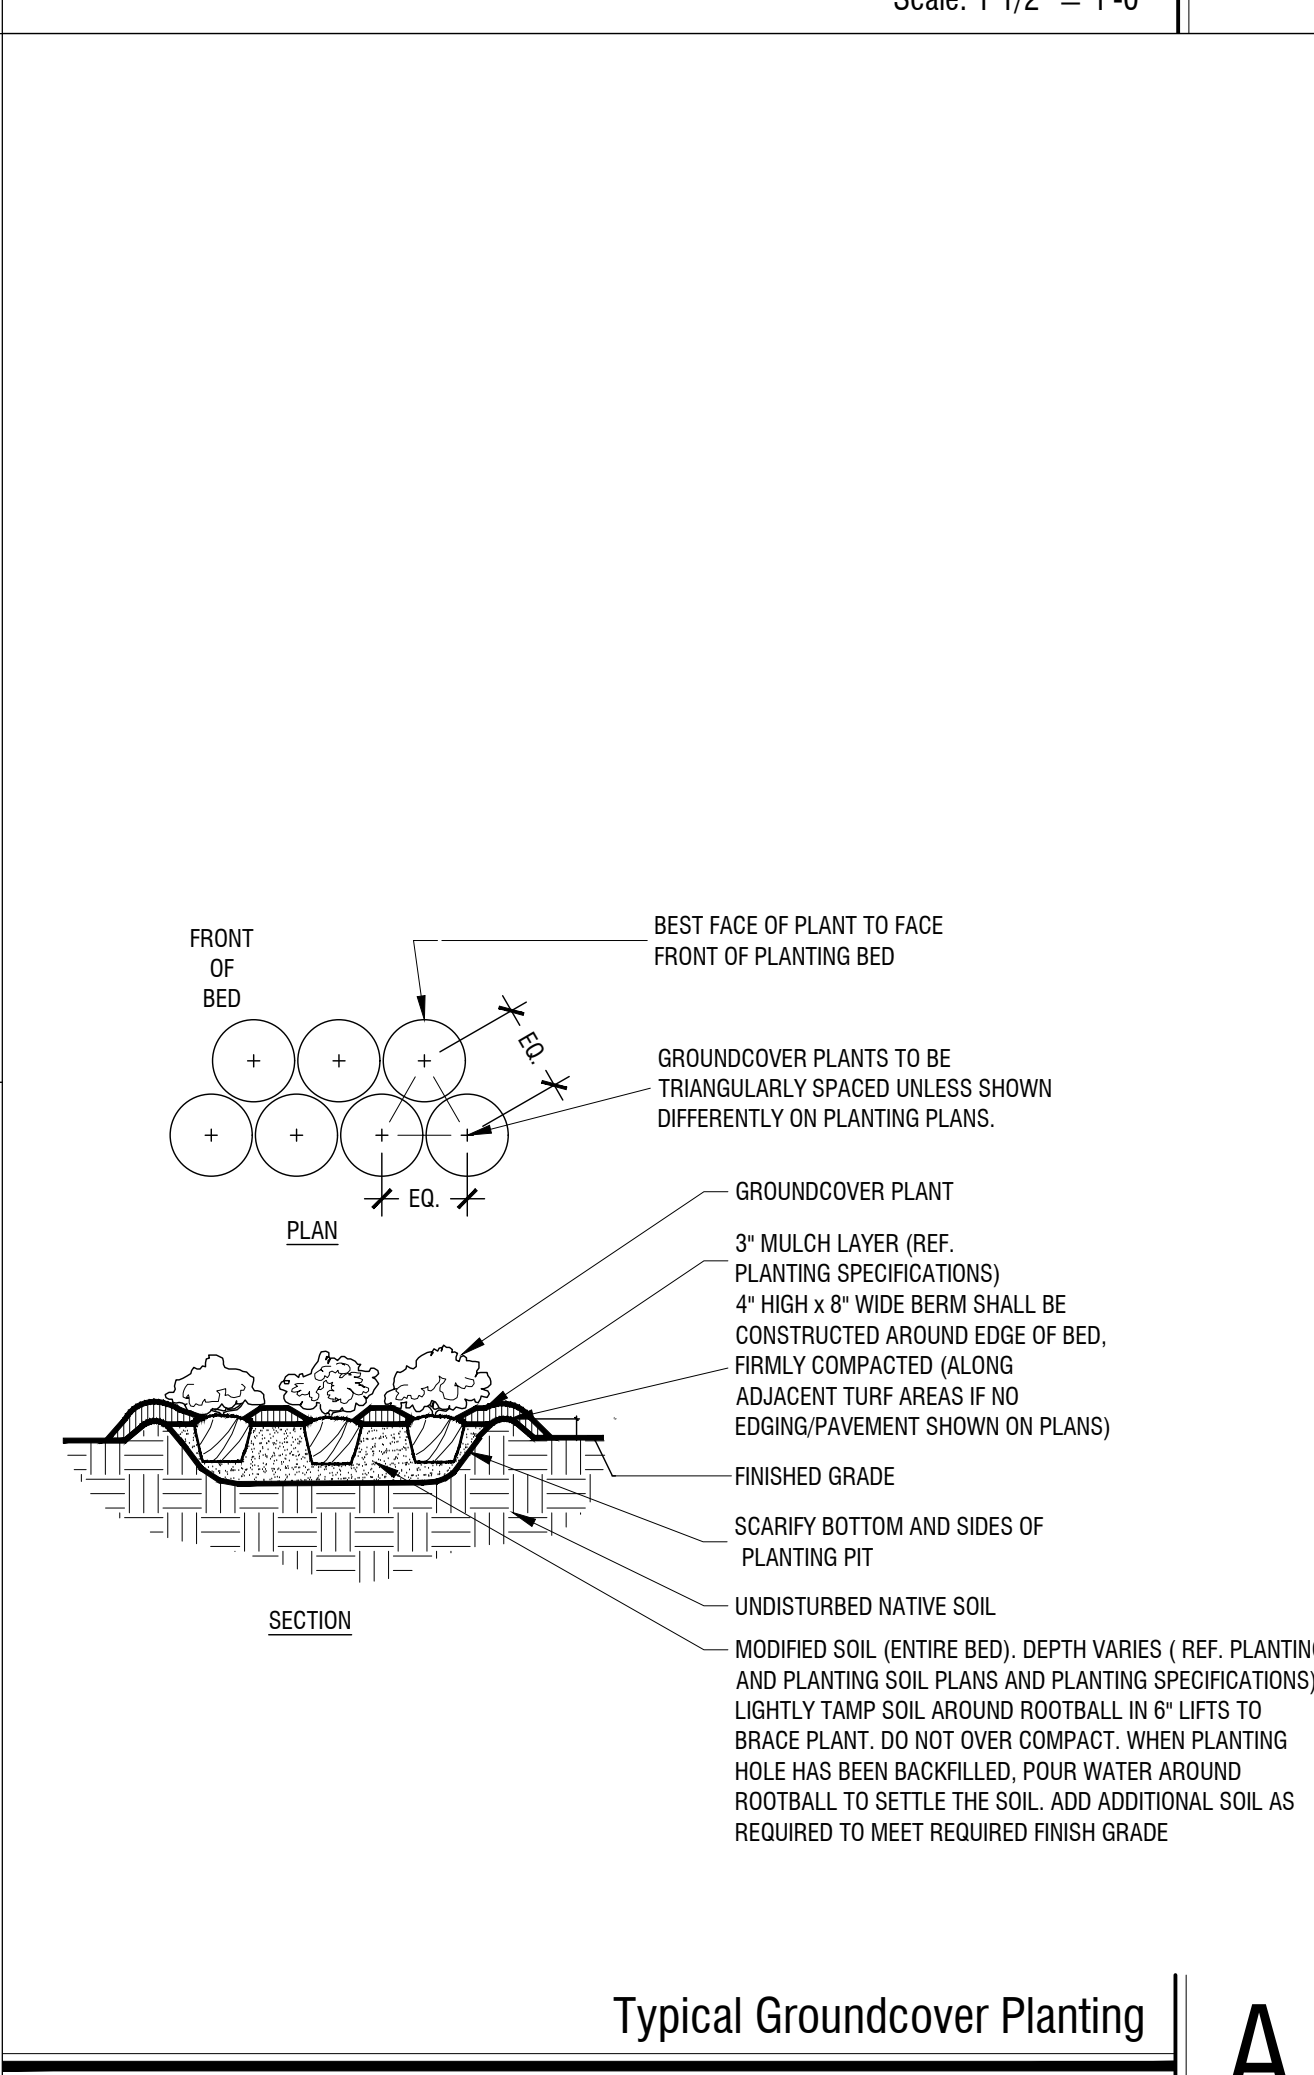 Scale: 1 1/2" = 1'-0"
FRONT
OF
BED
BEST FACE OF PLANT TO FACE
FRONT OF PLANTING BED
EQ.
GROUNDCOVER PLANTS TO BE
TRIANGULARLY SPACED UNLESS SHOWN
DIFFERENTLY ON PLANTING PLANS.
EQ.
PLAN
GROUNDCOVER PLANT
3" MULCH LAYER (REF.
PLANTING SPECIFICATIONS)
4" HIGH x 8" WIDE BERM SHALL BE
CONSTRUCTED AROUND EDGE OF BED,
FIRMLY COMPACTED (ALONG
ADJACENT TURF AREAS IF NO
EDGING/PAVEMENT SHOWN ON PLANS)
FINISHED GRADE
SCARIFY BOTTOM AND SIDES OF
PLANTING PIT
UNDISTURBED NATIVE SOIL
SECTION
MODIFIED SOIL (ENTIRE BED). DEPTH VARIES ( REF. PLANTING
AND PLANTING SOIL PLANS AND PLANTING SPECIFICATIONS)
LIGHTLY TAMP SOIL AROUND ROOTBALL IN 6" LIFTS TO
BRACE PLANT. DO NOT OVER COMPACT. WHEN PLANTING
HOLE HAS BEEN BACKFILLED, POUR WATER AROUND
ROOTBALL TO SETTLE THE SOIL. ADD ADDITIONAL SOIL AS
REQUIRED TO MEET REQUIRED FINISH GRADE
Typical Groundcover Planting
A